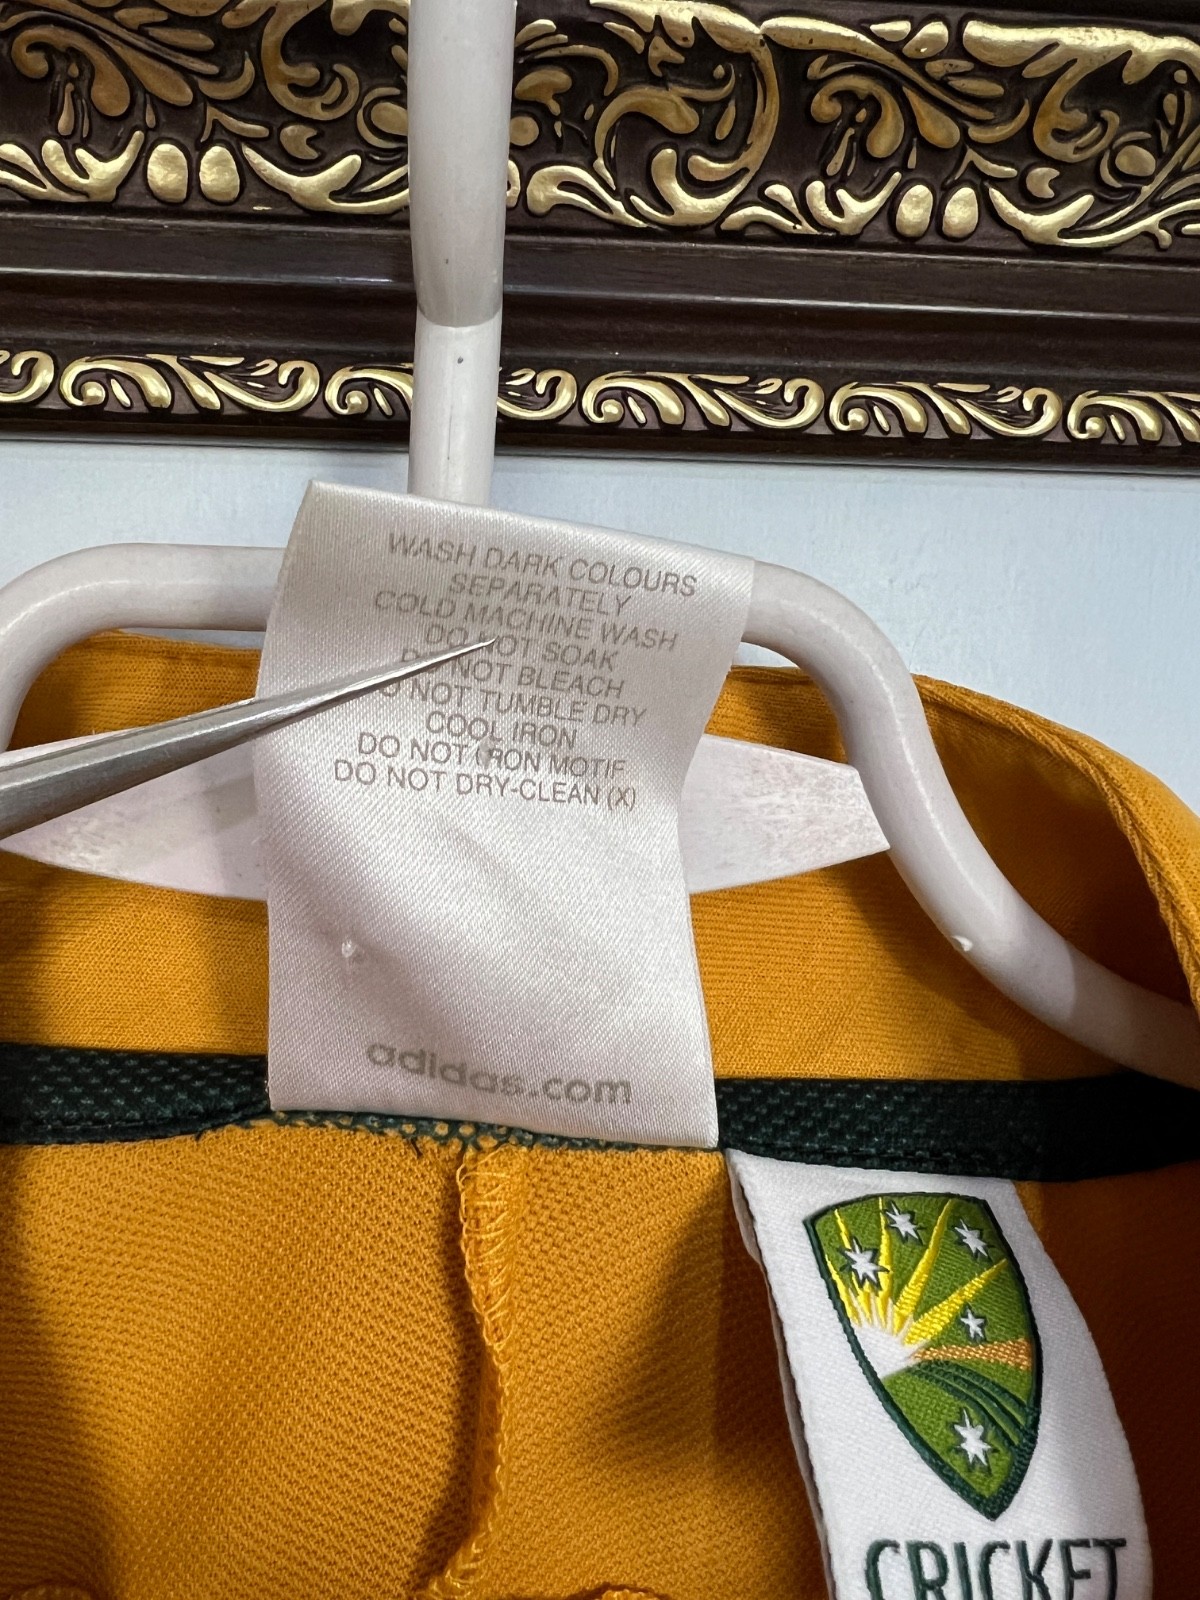 WASH DARK COLOURS
SEPARATELY
COLD MACHINE WASH
DO NOT SOAK
DO NOT BLEACH
DO NOT TUMBLE DRY
COOL IRON
DO NOT IRON MOTIF
DO NOT DRY-CLEAN (X)
adidas.com
CRICKET